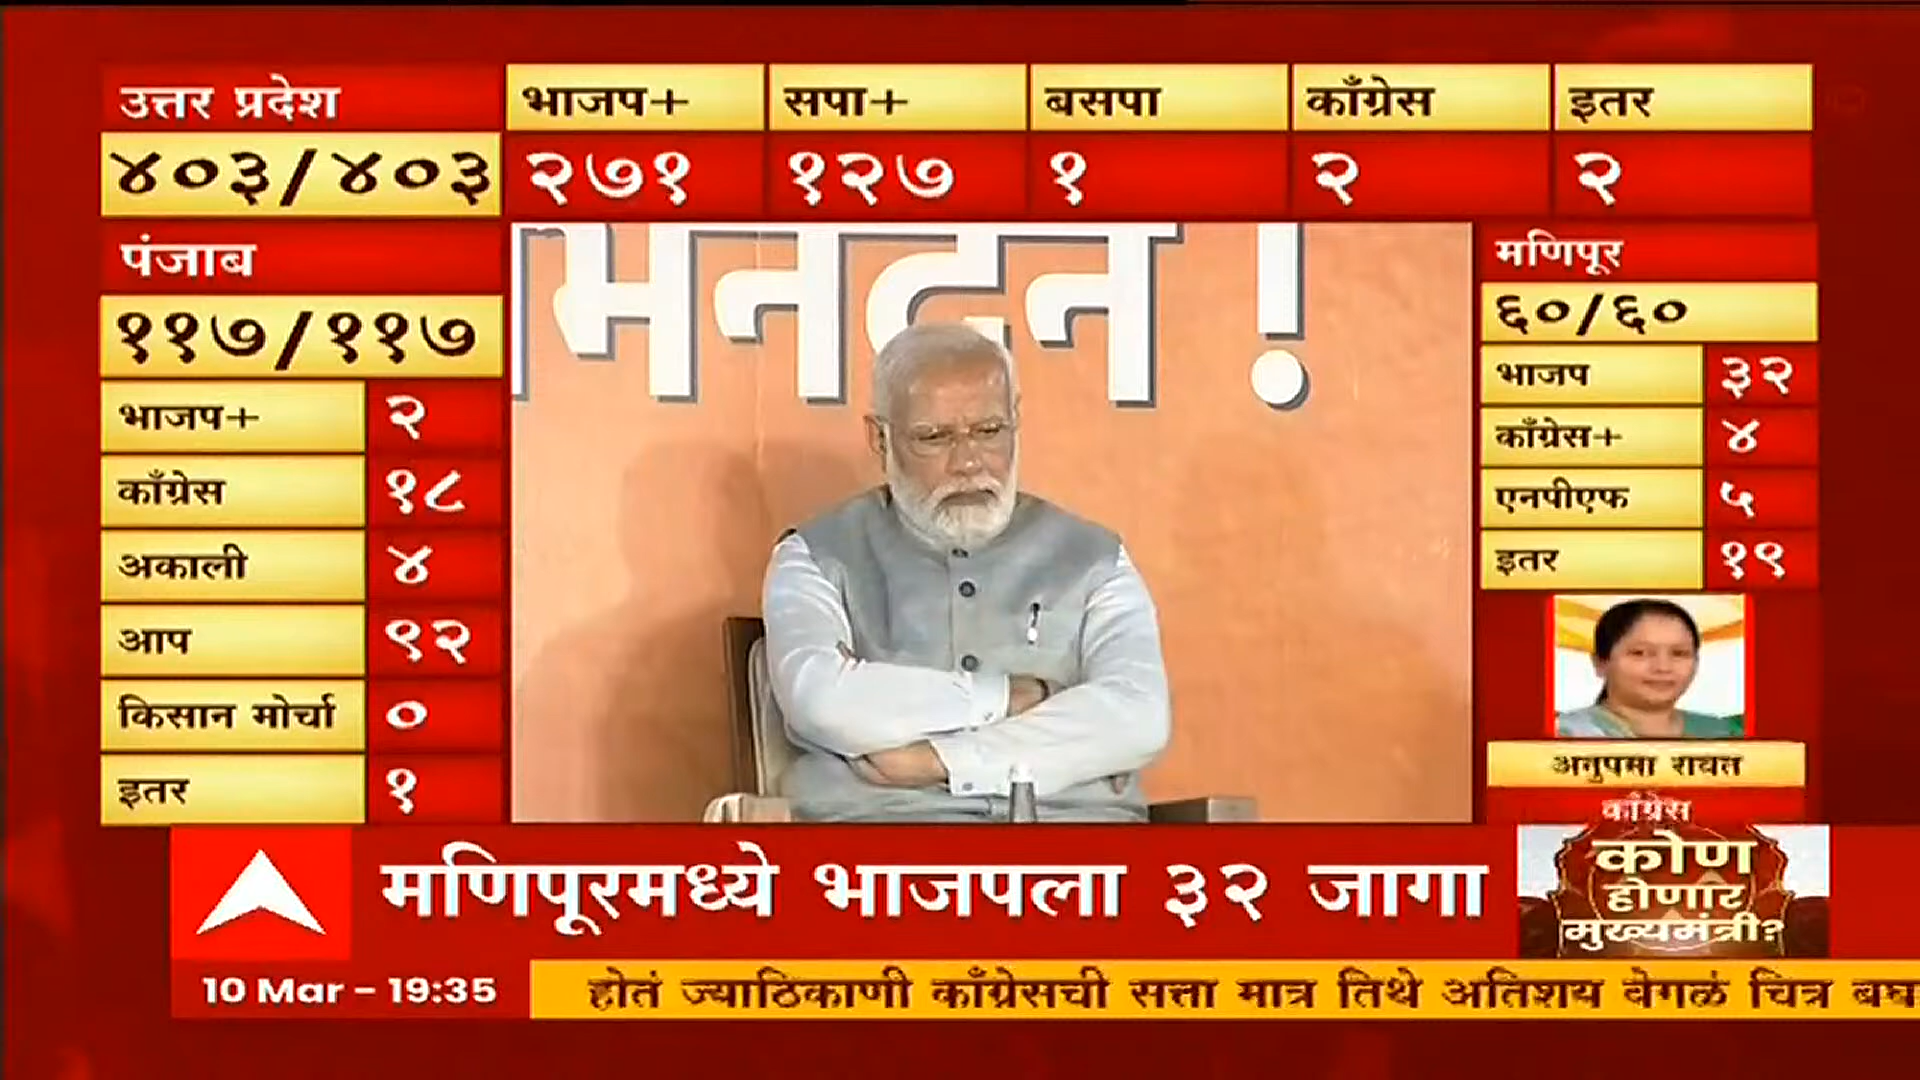 उत्तर प्रदेश
भाजपा+ सपा+ बसपा काँग्रेस इतर
४०३/४०३
२७१ १२७ १ २ २
पंजाब
११७/११७
भाजप+ २
काँग्रेस १८
अकाली ४
आप ९२
किसान मोर्चा ०
इतर १
भिनंदन !
मणिपूर
६०/६०
भाजप ३२
काँग्रेस+ ४
एनपीएफ ५
इतर १९
अनुपमा रावत
काँग्रेस
मणिपूरमध्ये भाजपला ३२ जागा
कोण
होणार
मुख्यमंत्री?
10 Mar - 19:35
होतं ज्याठिकाणी काँग्रेसची सत्ता मात्र तिथे अतिशय वेगळं चित्र बघ